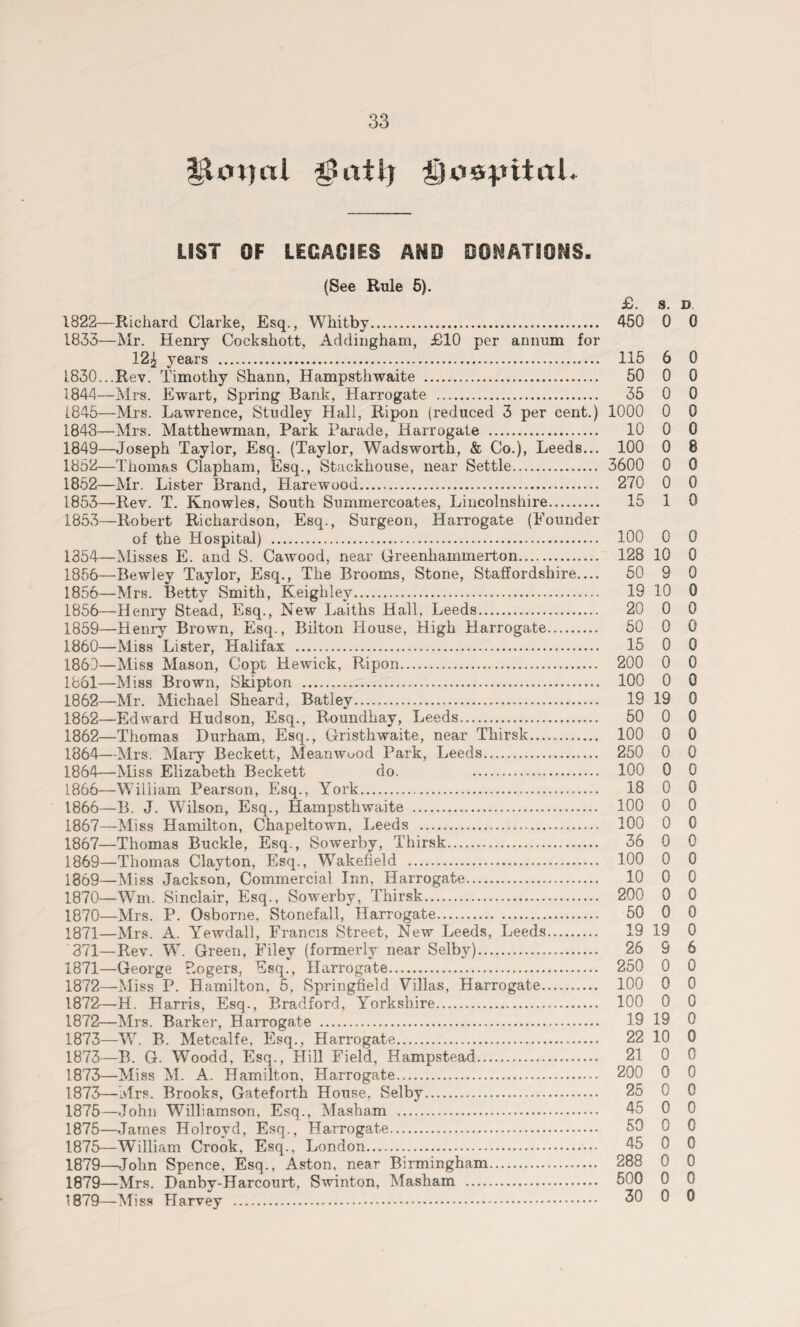 33
Royal Bath Hospital.
LIST OF LEGACIES AND DONATIONS.
(See Rule 5).
£. s. D.
1822—Richard Clarke, Esq., Whitby.......... 450 0 0
1833—Mr. Henry Cockshott, Addingham, £10 per annum for
12½ years .......... 115 6 0
1830...Rev. Timothy Shann, Hampsthwaite .......... 50 0 0
1844—Mrs. Ewart, Spring Bank, Harrogate .......... 35 0 0
1845—Mrs. Lawrence, Studley Hall, Ripon (reduced 3 per cent.) 1000 0 0
1848—Mrs. Matthewman, Park Parade, Harrogate .......... 10 0 0
1849—Joseph Taylor, Esq. (Taylor, Wadsworth, & Co.), Leeds... 100 0 8
1852—Thomas Clapham, Esq., Stackhouse, near Settle.......... 3600 0 0
1852—Mr. Lister Brand, Harewood.......... 270 0 0
1853—Rev. T. Knowles, South Summercoates, Lincolnshire.......... 15 1 0
1853—Robert Richardson, Esq., Surgeon, Harrogate (Founder
of the Hospital) .......... 100 0 0
1354—Misses E. and S. Cawood, near Greenhammerton.......... 128 10 0
1856—Bewley Taylor, Esq., The Brooms, Stone, Staffordshire.... 50 9 0
1856—Mrs. Betty Smith, Keighley.......... 19 10 0
1856—Henry Stead, Esq., New Laiths Hall, Leeds.......... 20 0 0
1859—Henry Brown, Esq., Bilton House, High Harrogate.......... 50 0 0
1860—Miss Lister, Halifax .......... 15 0 0
1860—Miss Mason, Copt Hewick, Ripon.......... 200 0 0
1861—Miss Brown, Skipton .......... 100 0 0
1862—Mr. Michael Sheard, Batley.......... 19 19 0
1862—Edward Hudson, Esq., Roundhay, Leeds.......... 50 0 0
1862—Thomas Durham, Esq., Gristhwaite, near Thirsk.......... 100 0 0
1864—Mrs. Mary Beckett, Meanwood Park, Leeds.......... 250 0 0
1864—Miss Elizabeth Beckett do. .......... 100 0 0
1866—William Pearson, Esq., York.......... 18 0 0
1866—B. J. Wilson, Esq., Hampsthwaite .......... 100 0 0
1867—Miss Hamilton, Chapeltown, Leeds .......... 100 0 0
1867—Thomas Buckle, Esq., Sowerby, Thirsk.......... 36 0 0
1869—Thomas Clayton, Esq., Wakefield .......... 100 0 0
1869—Miss Jackson, Commercial Inn, Harrogate.......... 10 0 0
1870—Wm. Sinclair, Esq., Sowerby, Thirsk.......... 200 0 0
1870—Mrs. P. Osborne, Stonefall, Harrogate.......... 50 0 0
1871—Mrs. A. Yewdall, Francis Street, New Leeds, Leeds.......... 19 19 0
371—Rev. W. Green, Filey (formerly near Selby).......... 26 9 6
1871—George Rogers, Esq., Harrogate.......... 250 0 0
1872—Miss P. Hamilton, 5, Springfield Villas, Harrogate.......... 100 0 0
1872—H. Harris, Esq., Bradford, Yorkshire.......... 100 0 0
1872—Mrs. Barker, Harrogate .......... 19 19 0
1873—W. B. Metcalfe, Esq., Harrogate.......... 22 10 0
1873—B. G. Woodd, Esq., Hill Field, Hampstead.......... 21 0 0
1873—Miss M. A. Hamilton, Harrogate.......... 200 0 0
1873—Mrs. Brooks, Gateforth House, Selby.......... 25 0 0
1875—John Williamson, Esq., Masham .......... 45 0 0
1875—James Holroyd, Esq., Harrogate.......... 50 0 0
1875—William Crook, Esq., London.......... 45 0 0
1879—John Spence, Esq., Aston, near Birmingham.......... 288 0 0
1879—Mrs. Danby-Harcourt, Swinton, Masham .......... 500 0 0
1879—Miss Harvey .......... 30 0 0